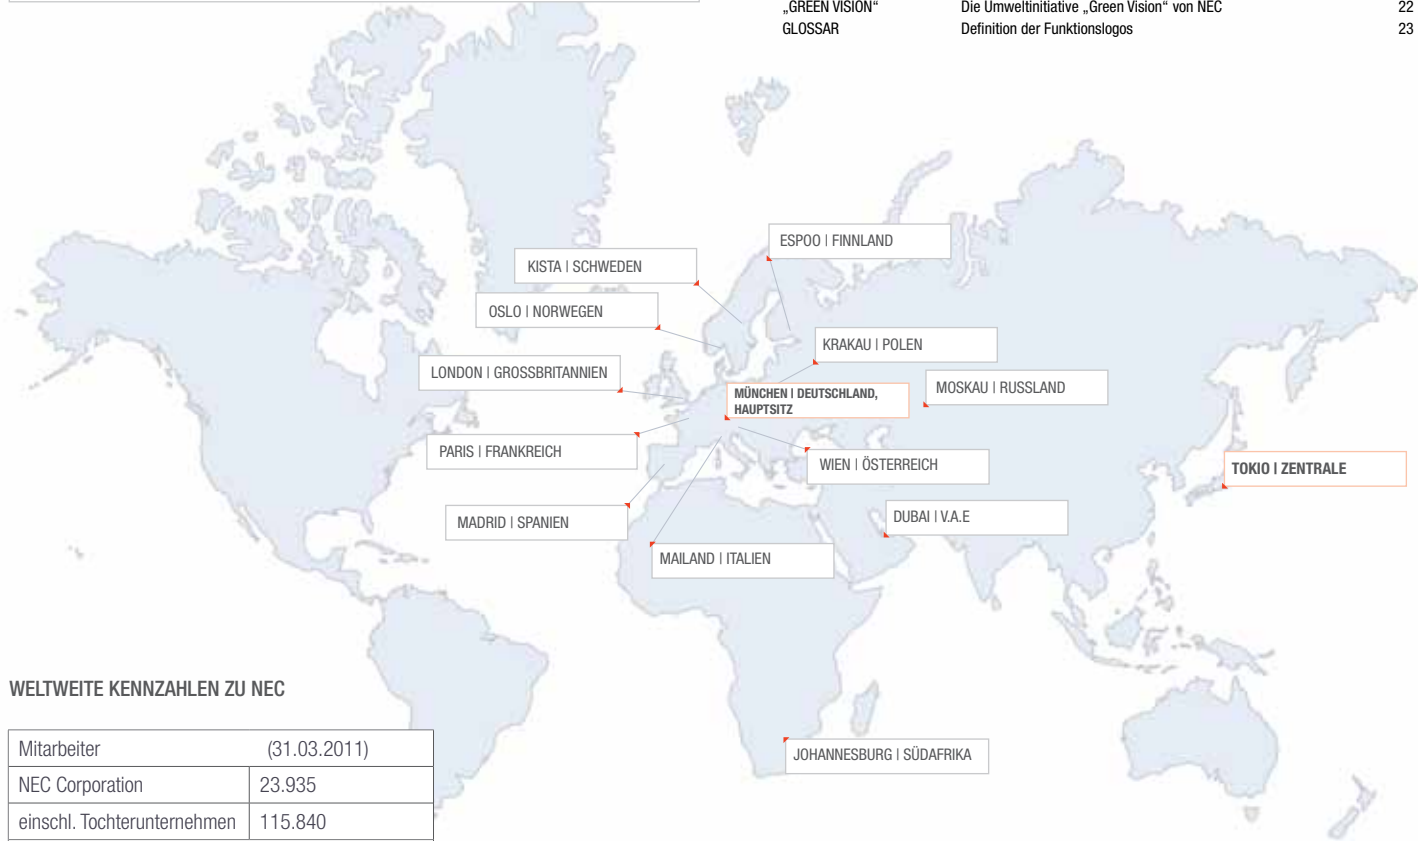 „GREEN VISION“ Die Umweltinitiative „Green Vision“ von NEC 22
GLOSSAR Definition der Funktionslogos 23
ESPOO | FINNLAND
KISTA | SCHWEDEN
OSLO | NORWEGEN
KRAKAU | POLEN
LONDON | GROSSBRITANNIEN
MOSKAU | RUSSLAND
MÜNCHEN | DEUTSCHLAND,
HAUPTSITZ
PARIS | FRANKREICH
WIEN | ÖSTERREICH
TOKIO | ZENTRALE
MADRID | SPANIEN
DUBAI | V.A.E
MAILAND | ITALIEN
JOHANNESBURG | SÜDAFRIKA
WELTWEITE KENNZAHLEN ZU NEC
Mitarbeiter (31.03.2011)
NEC Corporation 23.935
einschl. Tochterunternehmen 115.840